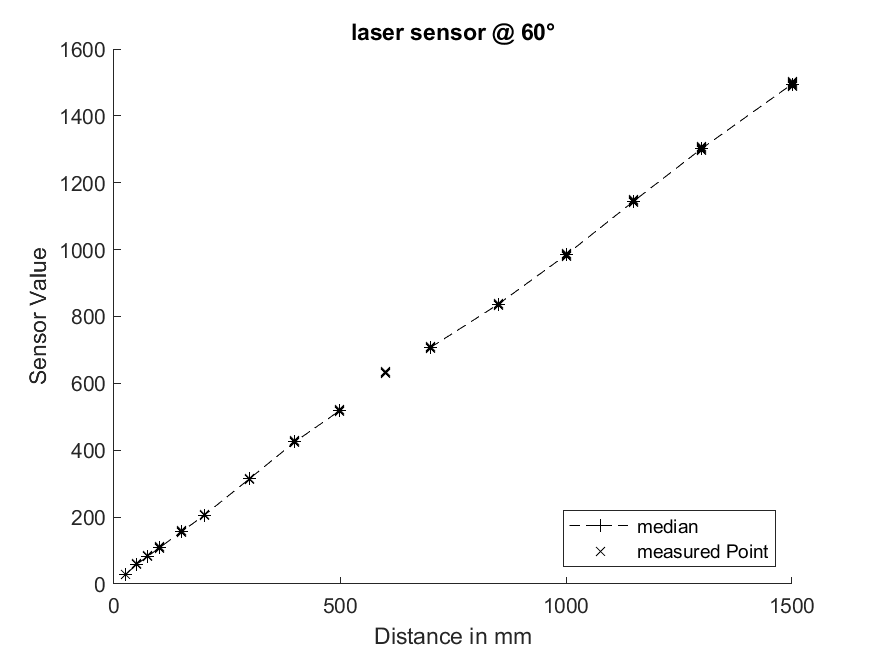 laser sensor @ 60°
1600
1400
1200
1000
800
600
400
200
0
Sensor Value
median
measured Point
0 500 1000 1500
Distance in mm